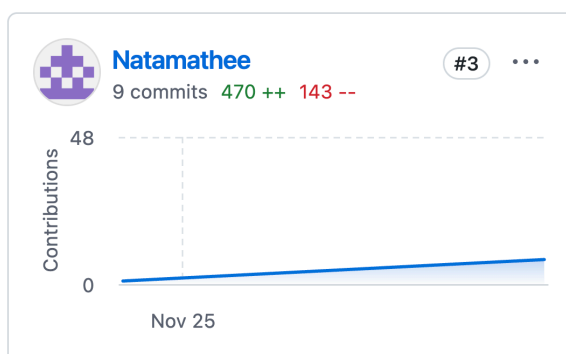 Natamathee
#3
9 commits 470 ++ 143 --
Contributions
48
0
Nov 25